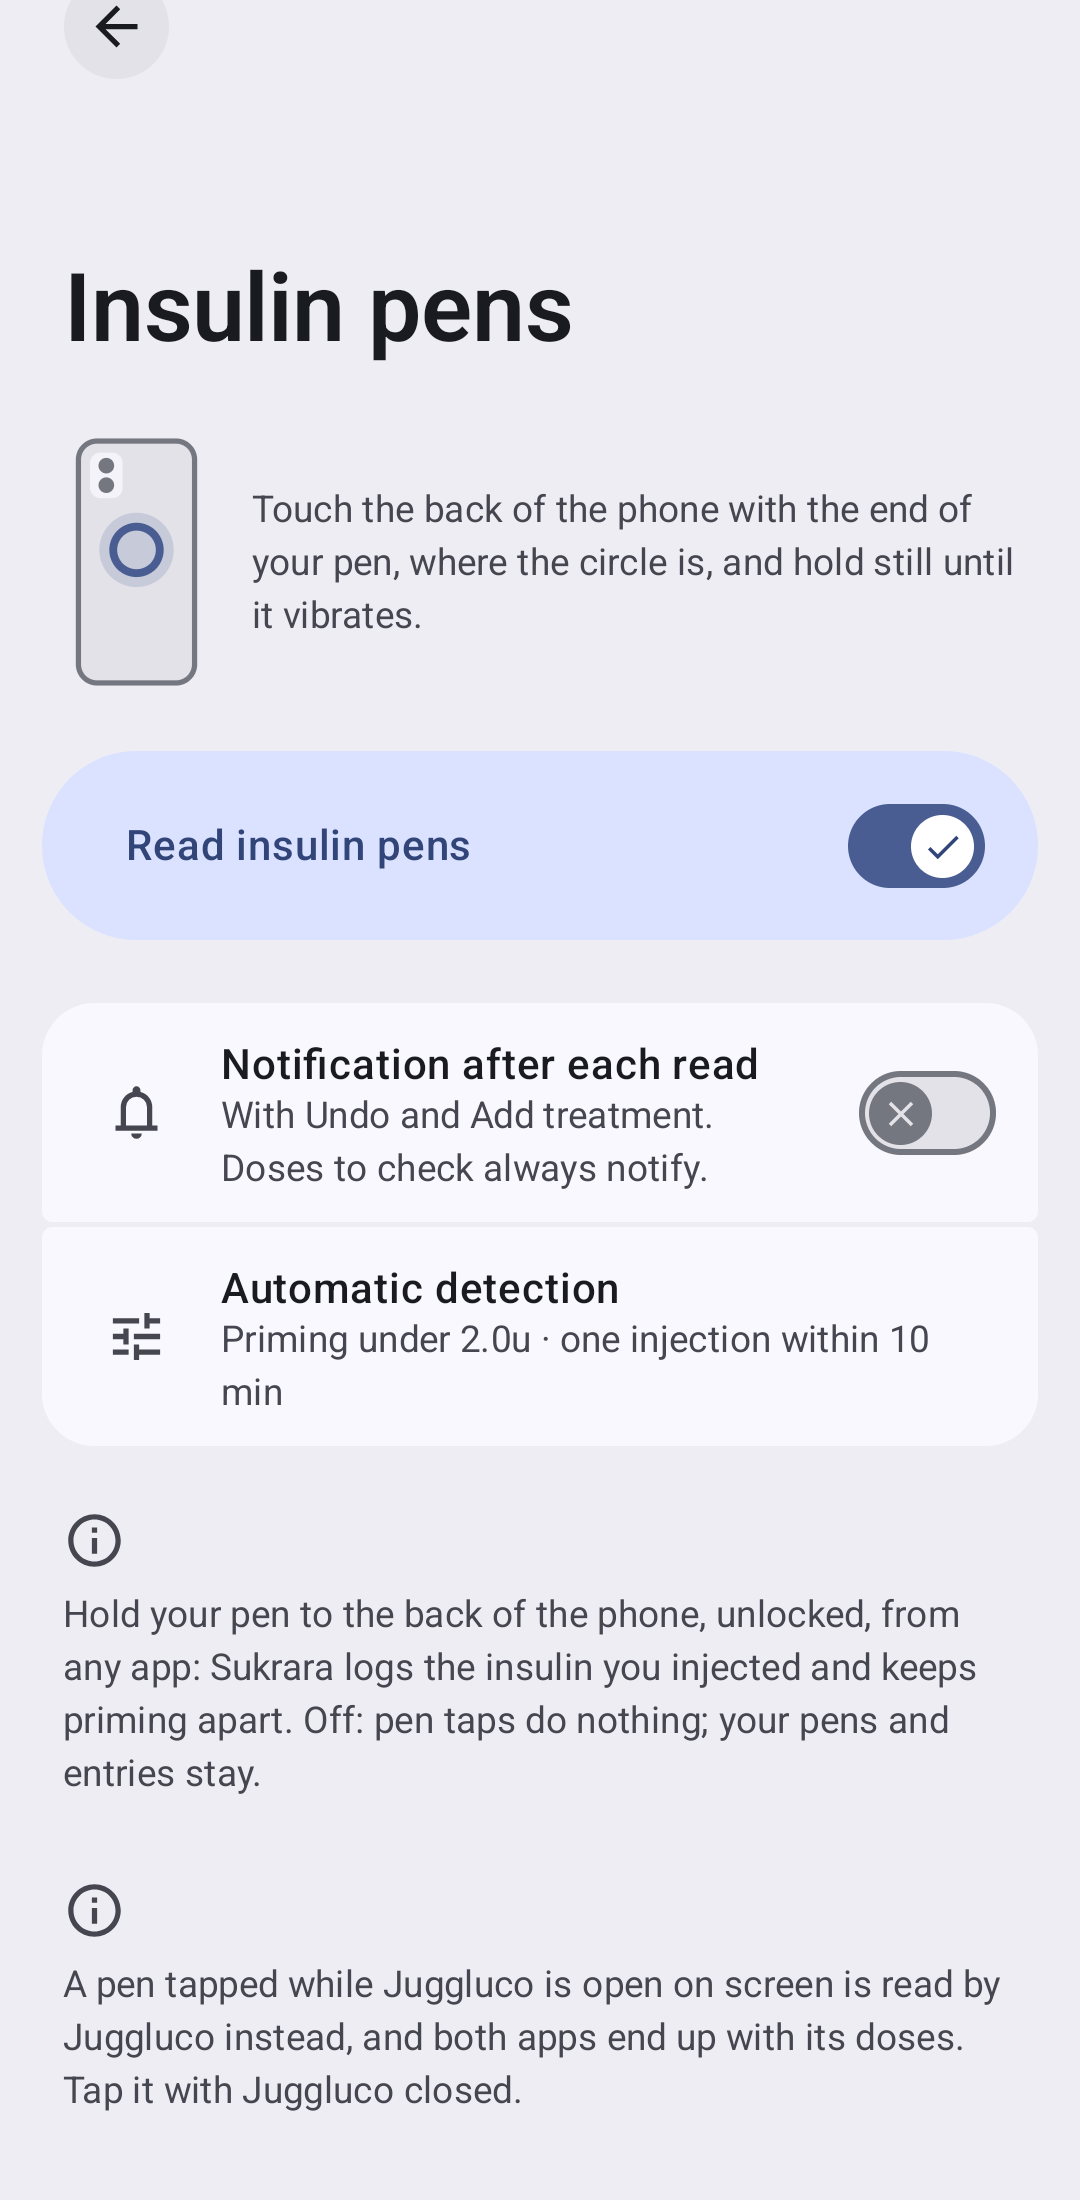 Insulin pens
Touch the back of the phone with the end of
your pen, where the circle is, and hold still until
it vibrates.
Read insulin pens
Notification after each read
With Undo and Add treatment.
Doses to check always notify.
Automatic detection
Priming under 2.0u · one injection within 10
min
Hold your pen to the back of the phone, unlocked, from
any app: Sukrara logs the insulin you injected and keeps
priming apart. Off: pen taps do nothing; your pens and
entries stay.
A pen tapped while Juggluco is open on screen is read by
Juggluco instead, and both apps end up with its doses.
Tap it with Juggluco closed.